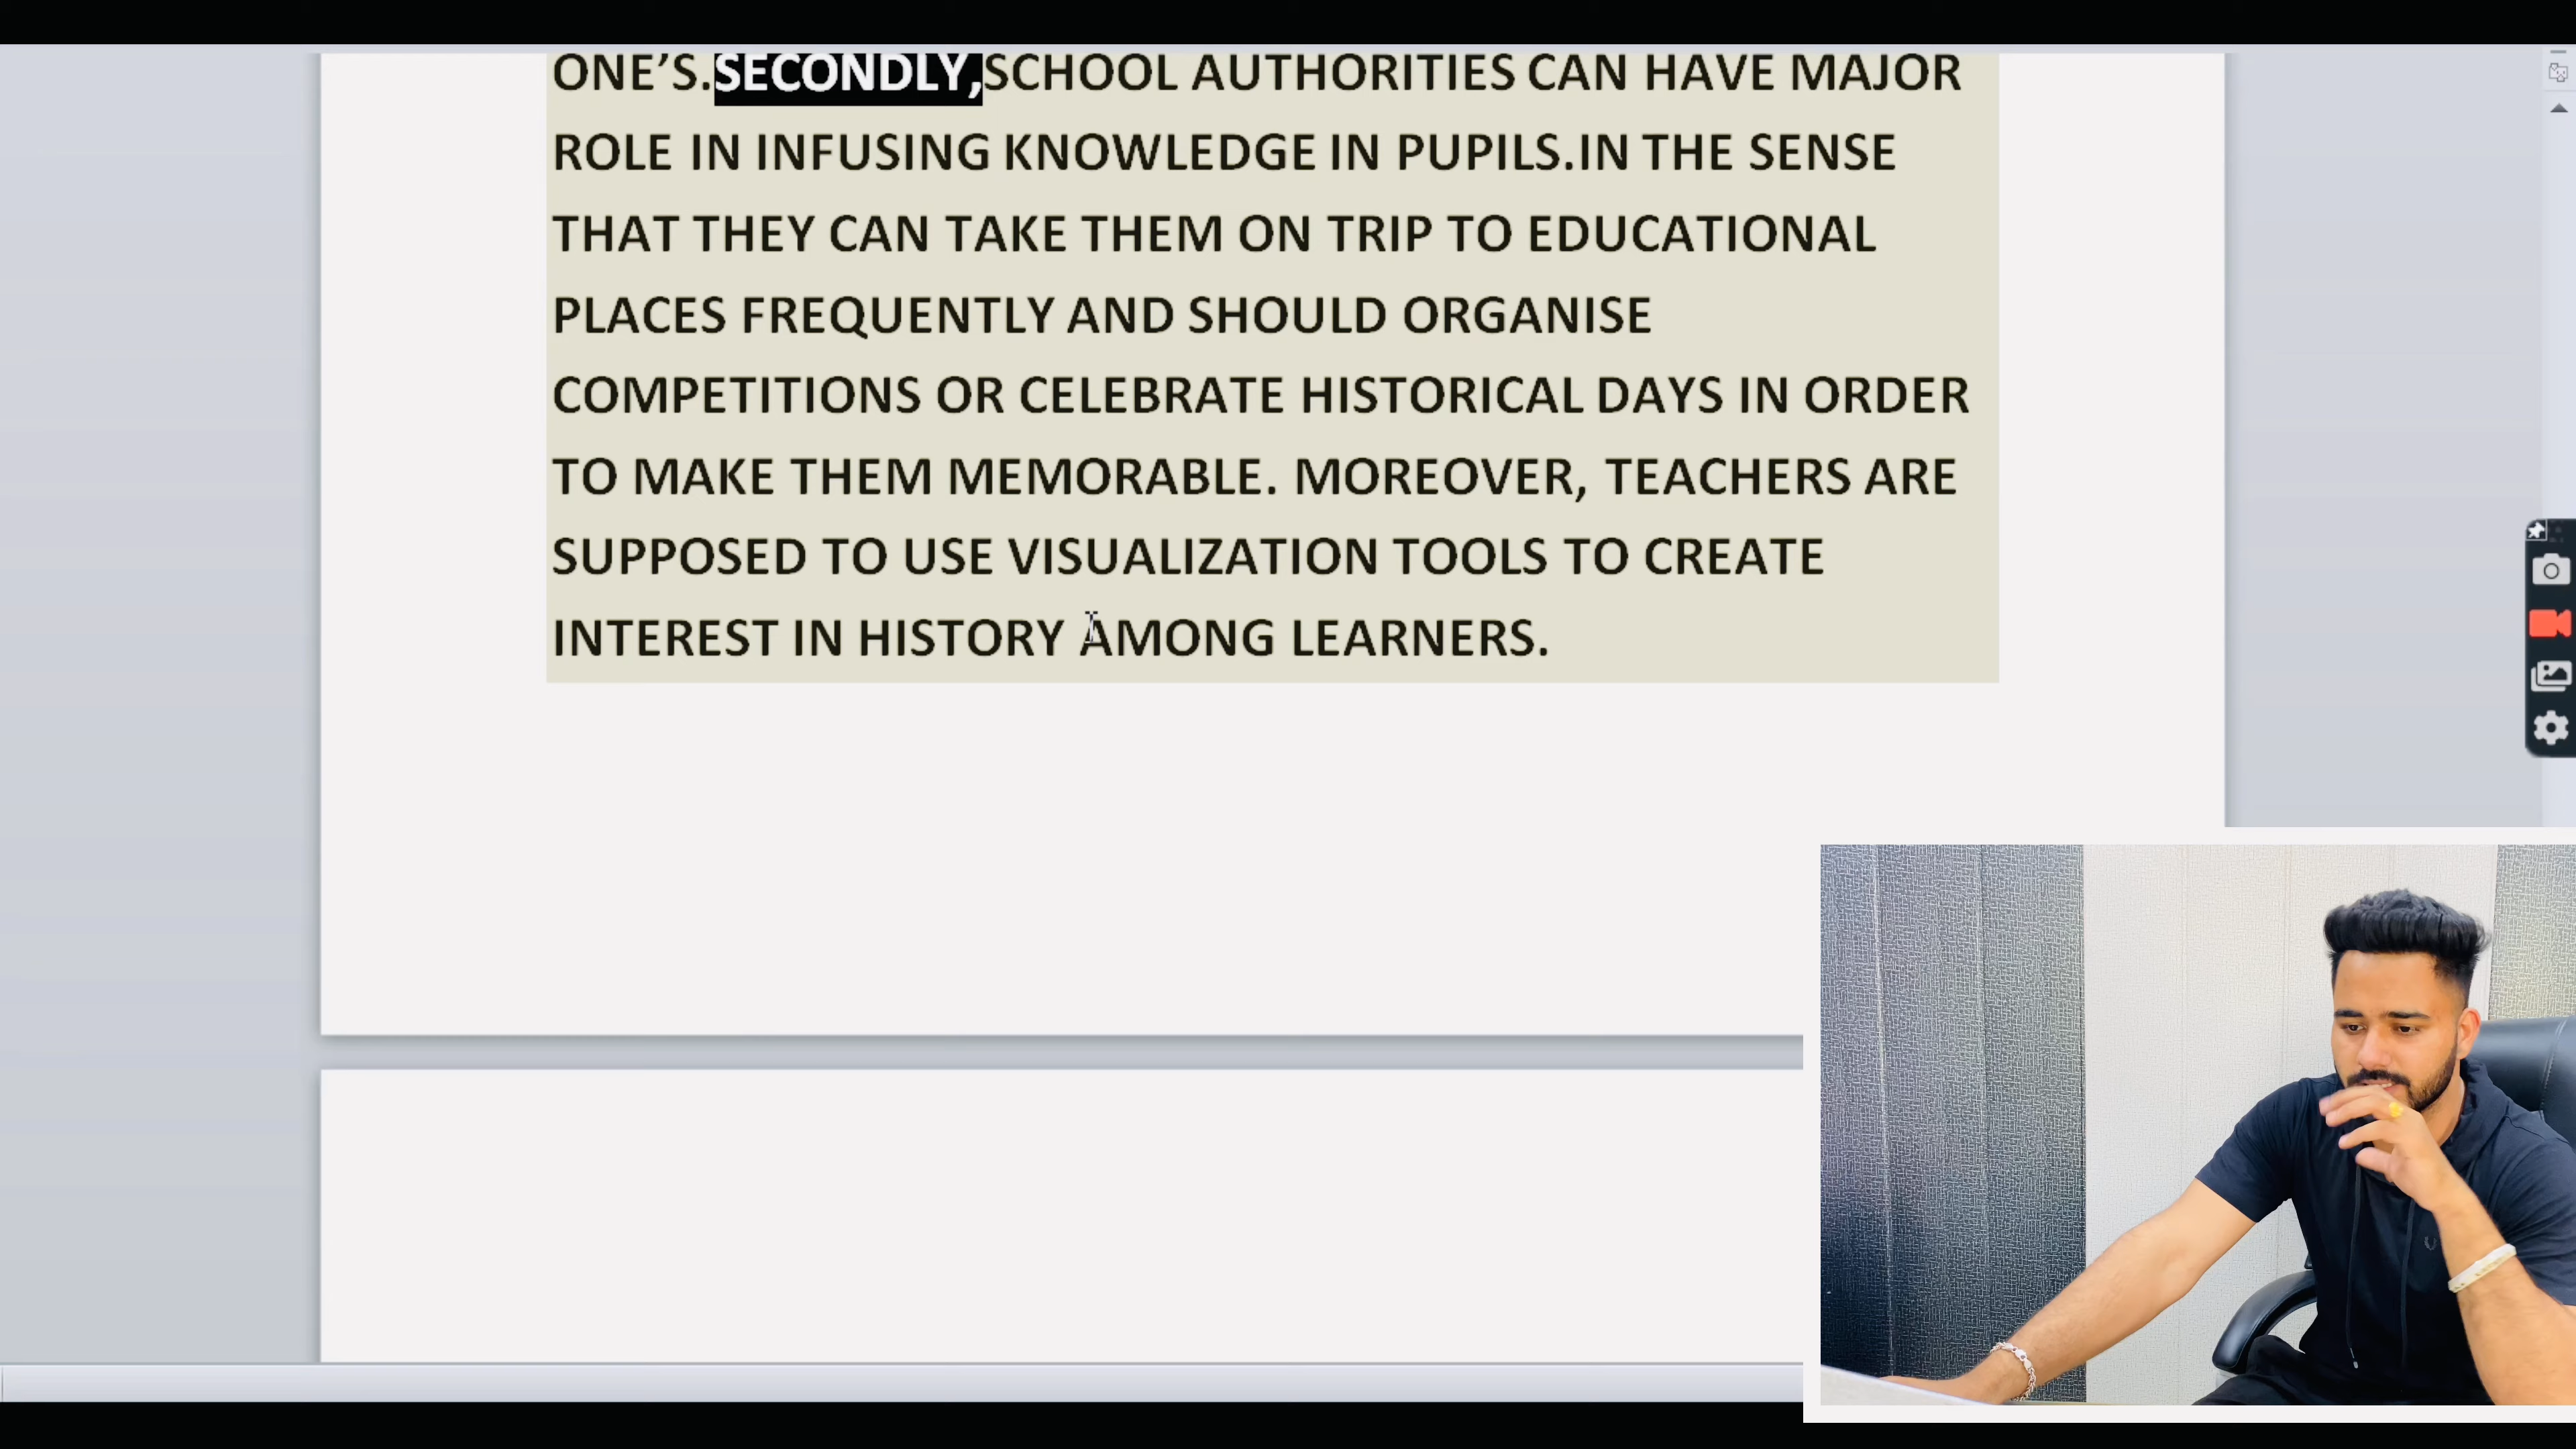 ONE’S.SECONDLY,SCHOOL AUTHORITIES CAN HAVE MAJOR
ROLE IN INFUSING KNOWLEDGE IN PUPILS.IN THE SENSE
THAT THEY CAN TAKE THEM ON TRIP TO EDUCATIONAL
PLACES FREQUENTLY AND SHOULD ORGANISE
COMPETITIONS OR CELEBRATE HISTORICAL DAYS IN ORDER
TO MAKE THEM MEMORABLE. MOREOVER, TEACHERS ARE
SUPPOSED TO USE VISUALIZATION TOOLS TO CREATE
INTEREST IN HISTORY AMONG LEARNERS.